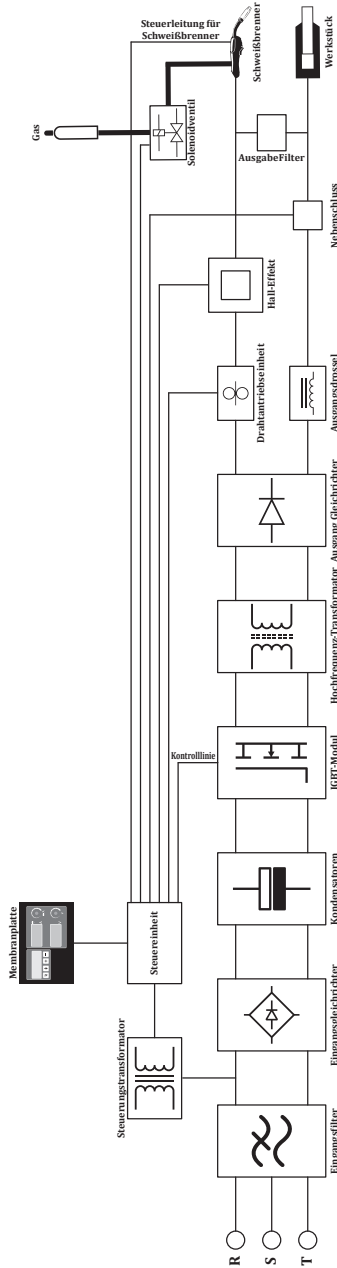 Gas
Steuerleitung für
Schweißbrenner
Solenoidventil
Schweißbrenner
Werkstück
AusgabeFilter
Nebenschluss
Hall-Effekt
Drahtantriebseinheit
Ausgangsdrossel
Ausgang Gleichrichter
Hochfrequenz-Transformator
Kontrolllinie
IGBT-Modul
Membranplatte
Steuereinheit
Kondensatoren
Steuerungstransformator
Eingangsgleichrichter
Eingangsfilter
R
S
T